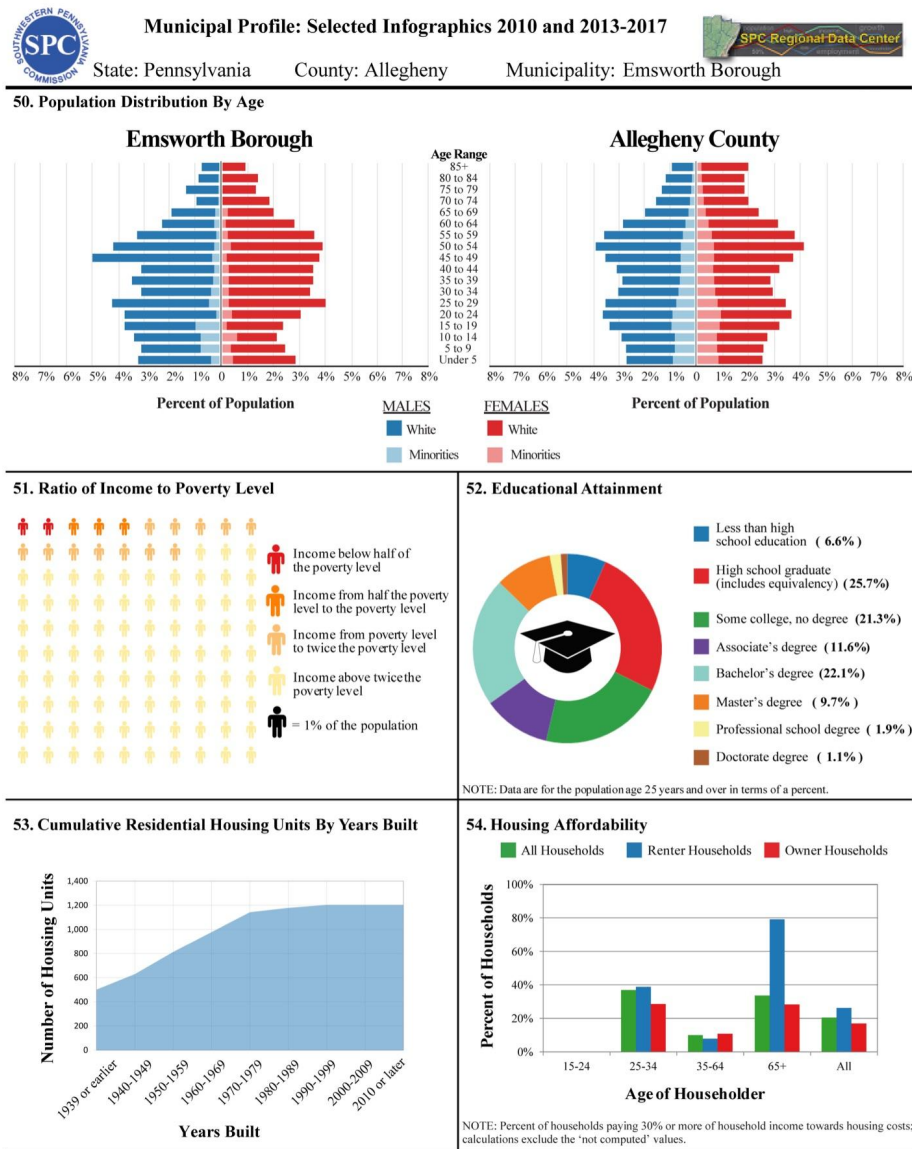 SOUTHWESTERN PENNSYLVANIA
SPC
COMMISSION
Municipal Profile: Selected Infographics 2010 and 2013-2017
SPC Regional Data Center
State: Pennsylvania County: Allegheny Municipality: Emsworth Borough
50. Population Distribution By Age
Emsworth Borough
Allegheny County
Age Range
85+
80 to 84
75 to 79
70 to 74
65 to 69
60 to 64
55 to 59
50 to 54
45 to 49
40 to 44
35 to 39
30 to 34
25 to 29
20 to 24
15 to 19
10 to 14
5 to 9
Under 5
8% 7% 6% 5% 4% 3% 2% 1% 0 1% 2% 3% 4% 5% 6% 7% 8%
8% 7% 6% 5% 4% 3% 2% 1% 0 1% 2% 3% 4% 5% 6% 7% 8%
Percent of Population
Percent of Population
MALES FEMALES
White White
Minorities Minorities
51. Ratio of Income to Poverty Level
Income below half of
the poverty level
Income from half the poverty
level to the poverty level
Income from poverty level
to twice the poverty level
Income above twice the
poverty level
= 1% of the population
52. Educational Attainment
Less than high
school education ( 6.6%)
High school graduate
(includes equivalency) (25.7%)
Some college, no degree (21.3%)
Associate's degree (11.6%)
Bachelor's degree (22.1%)
Master's degree ( 9.7% )
Professional school degree ( 1.9%)
Doctorate degree ( 1.1%)
NOTE: Data are for the population age 25 years and over in terms of a percent.
53. Cumulative Residential Housing Units By Years Built
Number of Housing Units
1,400
1,200
1,000
800
600
400
200
0
1939 or earlier
1940-1949
1950-1959
1960-1969
1970-1979
1980-1989
1990-1999
2000-2009
2010 or later
Years Built
54. Housing Affordability
All Households Renter Households Owner Households
Percent of Households
100%
80%
60%
40%
20%
0%
15-24 25-34 35-64 65+ All
Age of Householder
NOTE: Percent of households paying 30% or more of household income towards housing costs;
calculations exclude the 'not computed' values.